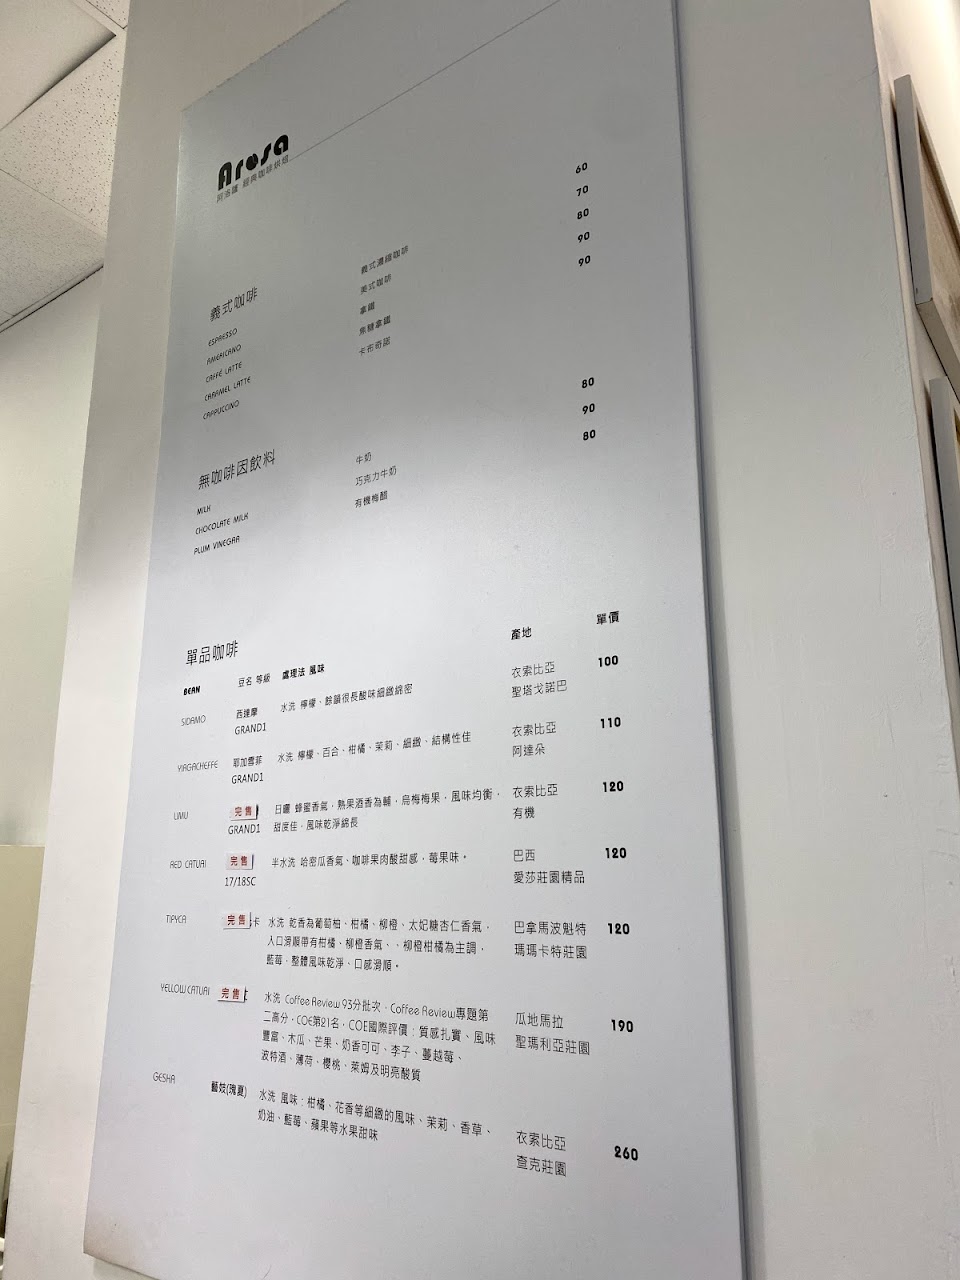 Arosa
阿洛薩 經典咖啡烘焙
義式咖啡
ESPRESSO 義式濃縮咖啡 60
AMERICANO 美式咖啡 70
CAFFÉ LATTE 拿鐵 80
CARAMEL LATTE 焦糖拿鐵 90
CAPPUCCINO 卡布奇諾 90
無咖啡因飲料
MILK 牛奶 80
CHOCOLATE MILK 巧克力牛奶 90
PLUM VINEGAR 有機梅醋 80
單品咖啡
BEAN 豆名 等級 處理法 風味 產地 單價
SIDAMO 西達摩 水洗 檸檬、餘韻很長酸味細緻綿密 衣索比亞 100
GRAND1 聖塔戈諾巴
YIRGACHEFFE 耶加雪菲 水洗 檸檬、百合、柑橘、茉莉、細緻、結構性佳 衣索比亞 110
GRAND1 阿達朵
LIMU 完售 日曬 蜂蜜香氣，熟果酒香為輔，烏梅梅果，風味均衡， 衣索比亞 120
GRAND1 甜度佳，風味乾淨綿長 有機
RED CATUAI 完售 半水洗 哈密瓜香氣、咖啡果肉酸甜感，莓果味。 巴西 120
17/18SC 愛莎莊園精品
TIPYCA 完售 卡 水洗 乾香為葡萄柚、柑橘、柳橙、太妃糖杏仁香氣， 巴拿馬波魁特 120
入口滑順帶有柑橘、柳橙香氣、，柳橙柑橘為主調， 瑪瑪卡特莊園
藍莓、整體風味乾淨、口感滑順。
YELLOW CATUAI 完售 水洗 Coffee Review 93分批次，Coffee Review專題第 瓜地馬拉 190
二高分，COE第21名，COE國際評價：質感扎實、風味 聖瑪利亞莊園
豐富、木瓜、芒果、奶香可可、李子、蔓越莓、
波特酒、薄荷、櫻桃、萊姆及明亮酸質
GESHA 藝妓(瑰夏) 水洗 風味：柑橘、花香等細緻的風味、茉莉、香草、 衣索比亞 260
奶油、藍莓、蘋果等水果甜味 查克莊園